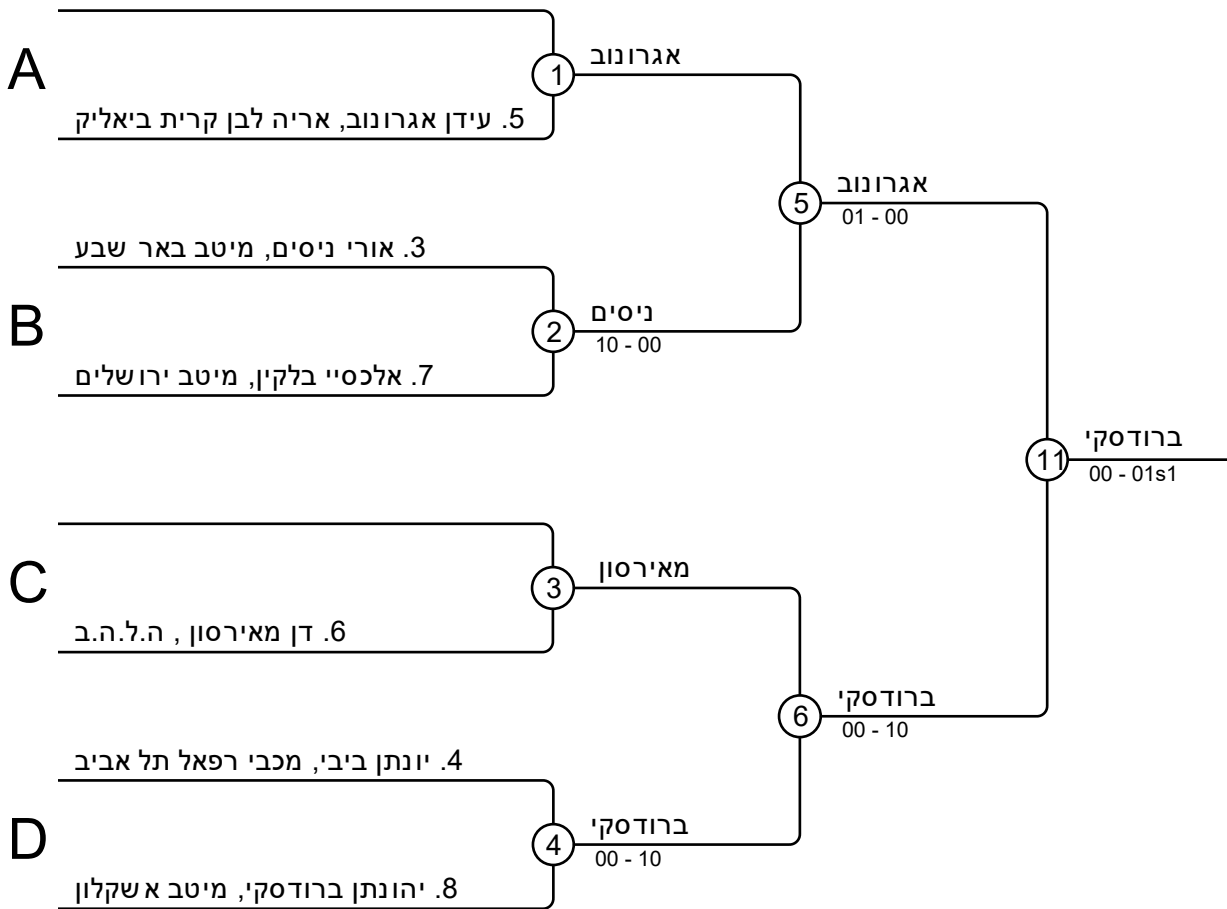 A
1
אגרונוב
5. עידן אגרונוב, אריה לבן קרית ביאליק
5
אגרונוב
01 - 00
3. אורי ניסים, מיטב באר שבע
B
2
ניסים
10 - 00
7. אלכסיי בלקין, מיטב ירושלים
11
ברודסקי
00 - 01s1
C
3
מאירסון
6. דן מאירסון , ה.ל.ה.ב
6
ברודסקי
00 - 10
4. יונתן ביבי, מכבי רפאל תל אביב
D
4
ברודסקי
00 - 10
8. יהונתן ברודסקי, מיטב אשקלון